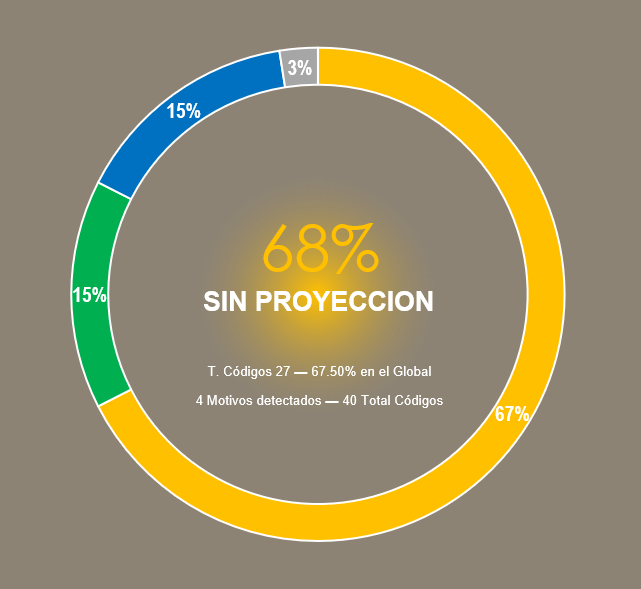 3%
15%
68%
SIN PROYECCION
15%
T. Códigos 27 — 67.50% en el Global
4 Motivos detectados — 40 Total Códigos
67%